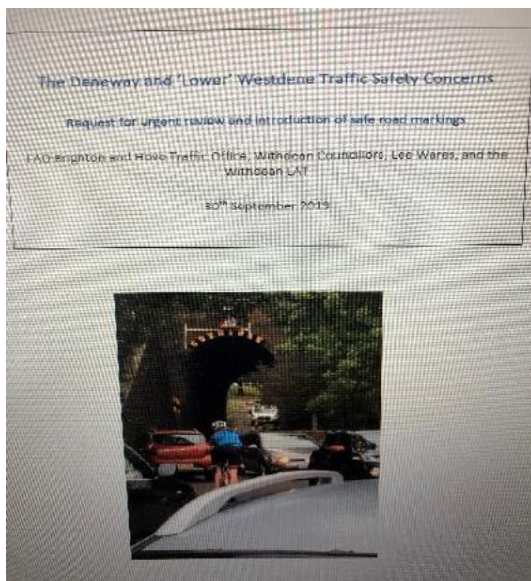 The Deneway and 'Lower' Westdene Traffic Safety Concerns
Request for urgent review and introduction of safe road markings
FAO Brighton and Hove Traffic Office, Withdean Councillors, Lee Wares, and the
Withdean LAT
30th September 2019